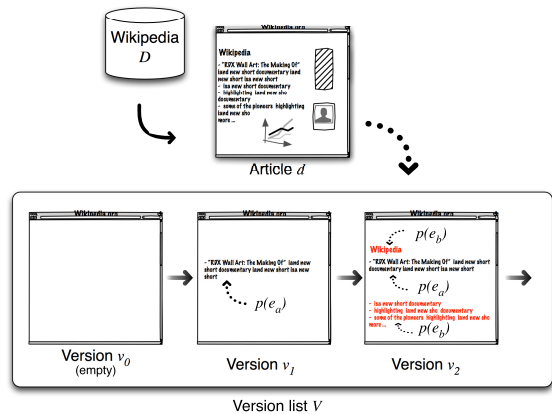 Wikipedia
D
Wikipedia
- "RØX Wall Art: The Making Of"
land new short documentary land
new short isa new short
- isa new short documentary
- highlighting land new sho
documentary
- some of the pioneers highlighting
land new sho
more ...
Article d
Wikipedia.org
Wikipedia.org
Wikipedia.org
p(e_b)
Wikipedia
- "RØX Wall Art: The Making Of" land new
short documentary land new short isa new
short
- "RØX Wall Art: The Making Of" land new short
documentary land new short isa new short
p(e_a)
p(e_a)
- isa new short documentary
- highlighting land new sho documentary
- some of the pioneers highlighting land new sho
more ...
p(e_b)
Version v_0
(empty)
Version v_1
Version v_2
Version list V